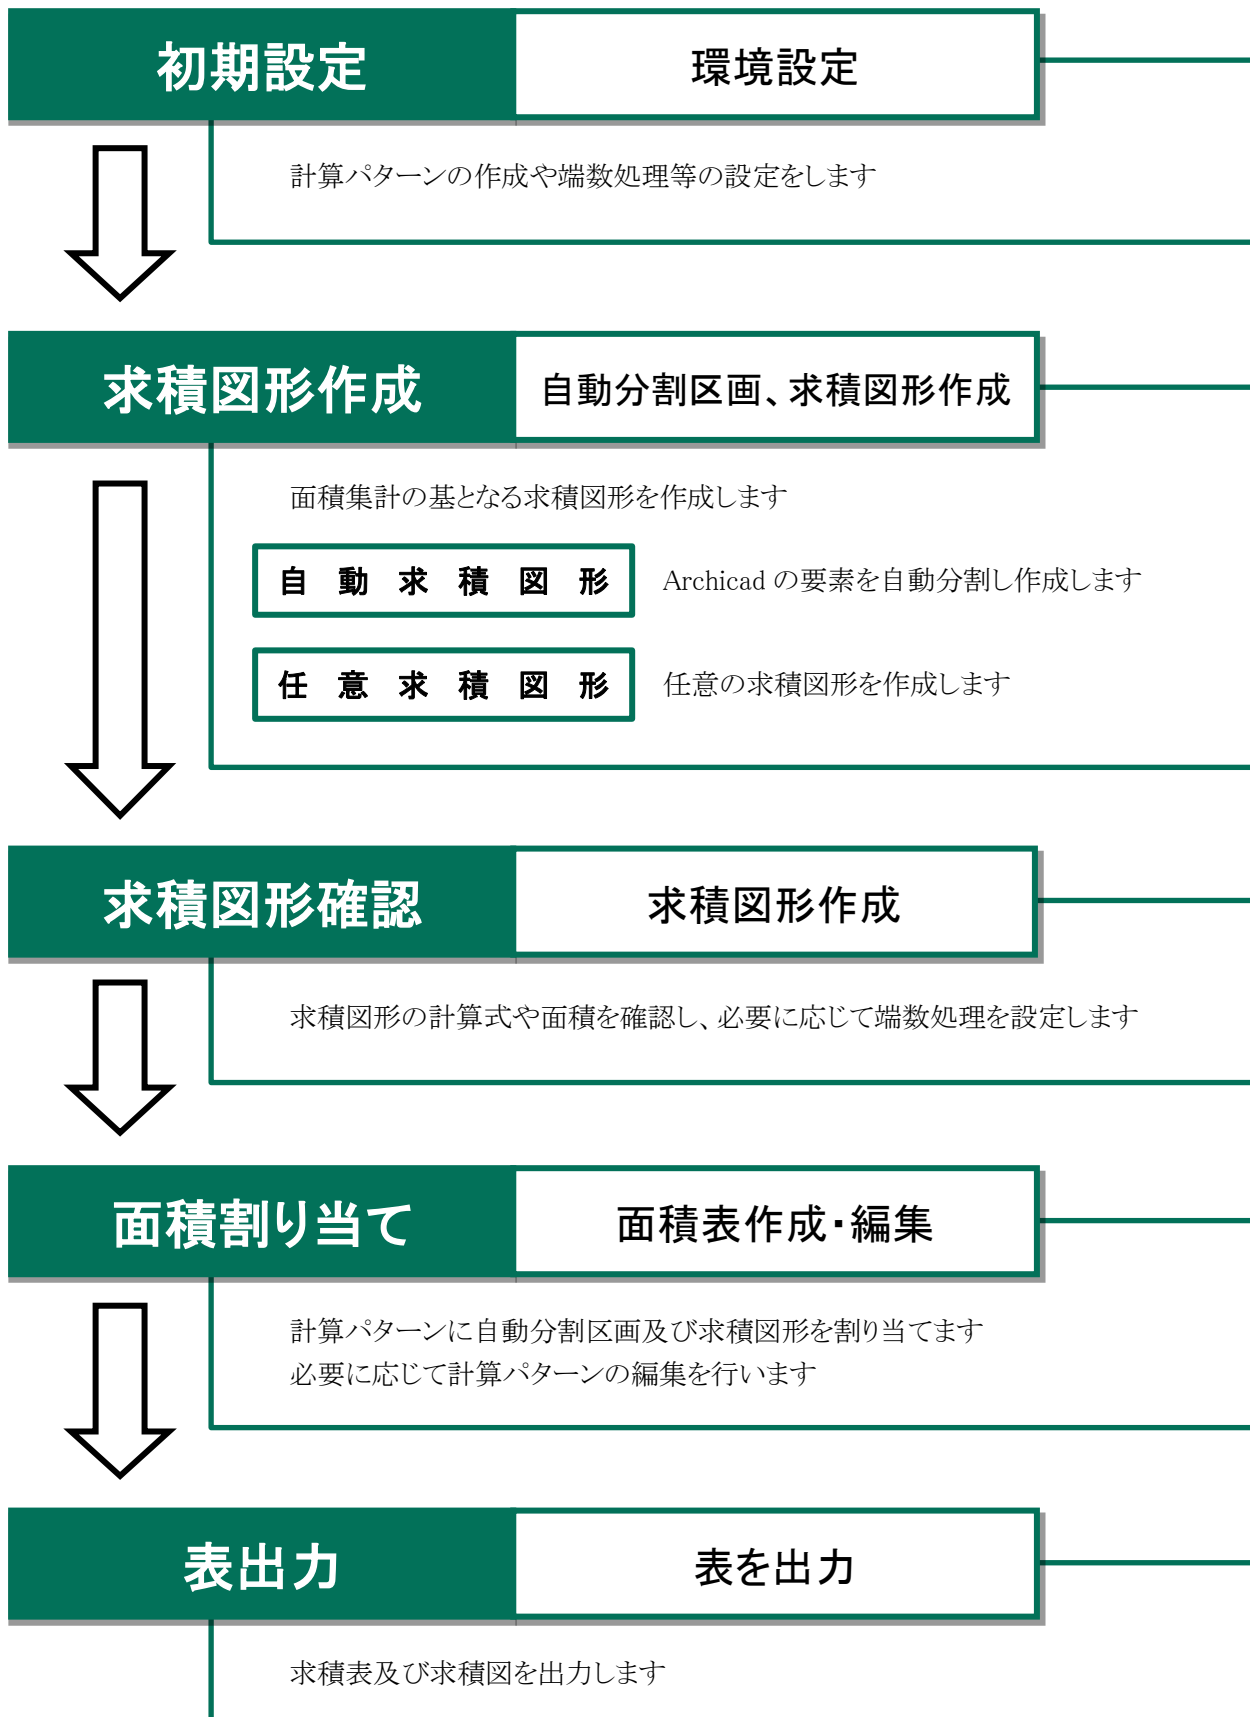 初期設定
環境設定
計算パターンの作成や端数処理等の設定をします
求積図形作成
自動分割区画、求積図形作成
面積集計の基となる求積図形を作成します
自動求積図形
Archicad の要素を自動分割し作成します
任意求積図形
任意の求積図形を作成します
求積図形確認
求積図形作成
求積図形の計算式や面積を確認し、必要に応じて端数処理を設定します
面積割り当て
面積表作成・編集
計算パターンに自動分割区画及び求積図形を割り当てます
必要に応じて計算パターンの編集を行います
表出力
表を出力
求積表及び求積図を出力します